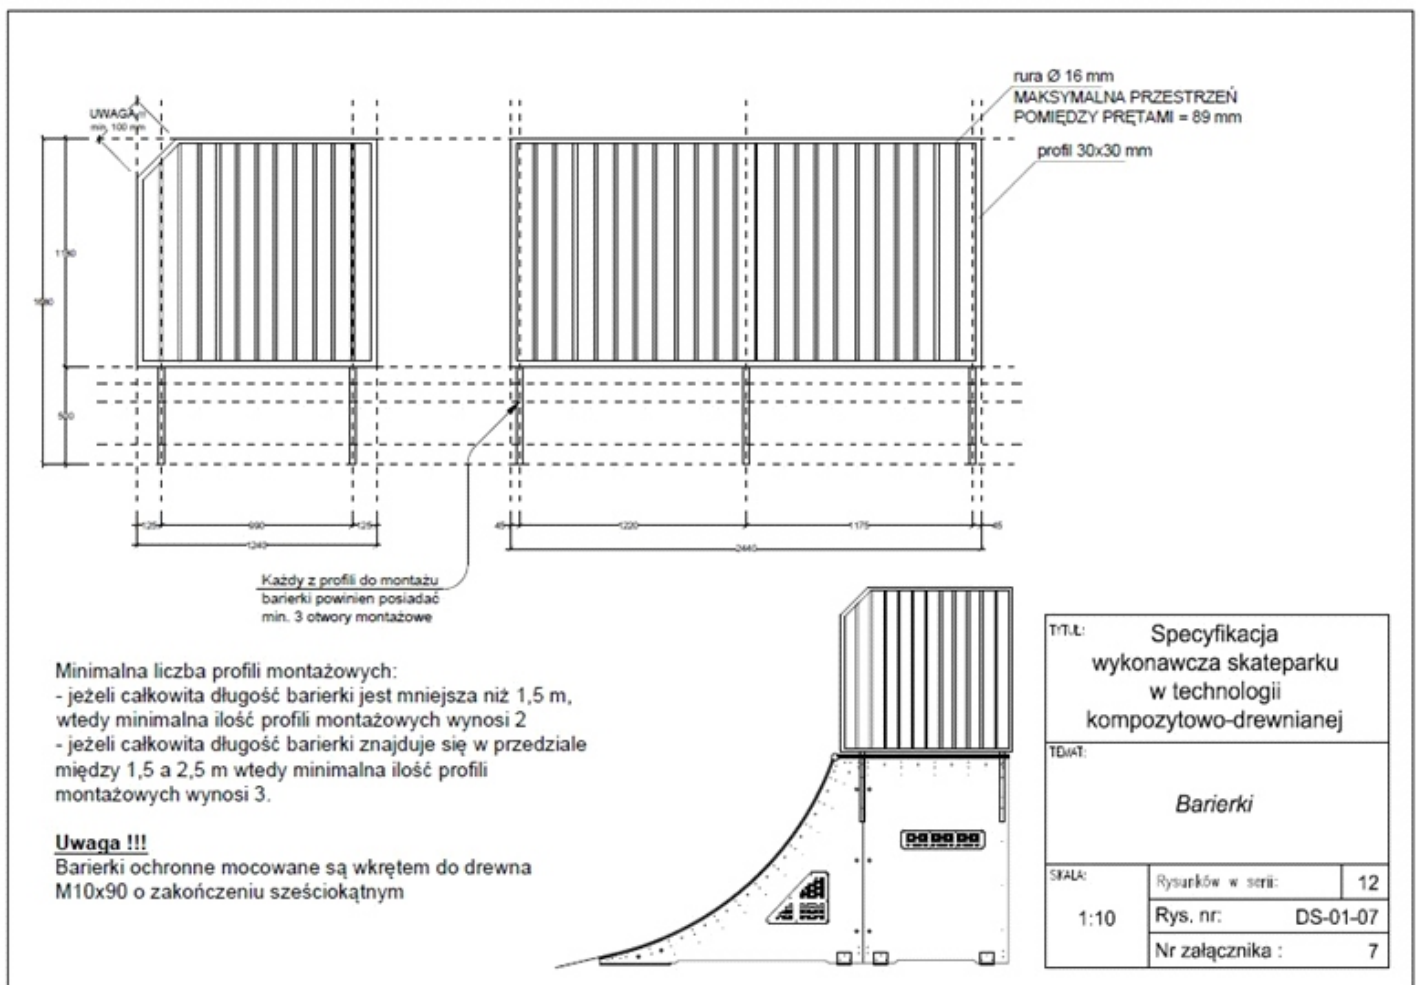 rura Ø 16 mm
MAKSYMALNA PRZESTRZEŃ
POMIĘDZY PRĘTAMI = 89 mm
profil 30x30 mm
UWAGA !!!
min. 100 mm
125
990
125
1240
45
1220
1175
45
2440
Każdy z profili do montażu
barierki powinien posiadać
min. 3 otwory montażowe
Minimalna liczba profili montażowych:
- jeżeli całkowita długość barierki jest mniejsza niż 1,5 m,
wtedy minimalna ilość profili montażowych wynosi 2
- jeżeli całkowita długość barierki znajduje się w przedziale
między 1,5 a 2,5 m wtedy minimalna ilość profili
montażowych wynosi 3.
Uwaga !!!
Barierki ochronne mocowane są wkrętem do drewna
M10x90 o zakończeniu sześciokątnym
TYTUŁ:
Specyfikacja
wykonawcza skateparku
w technologii
kompozytowo-drewnianej
TEMAT:
Barierki
SKALA:
1:10
Rysunków w serii: 12
Rys. nr: DS-01-07
Nr załącznika : 7